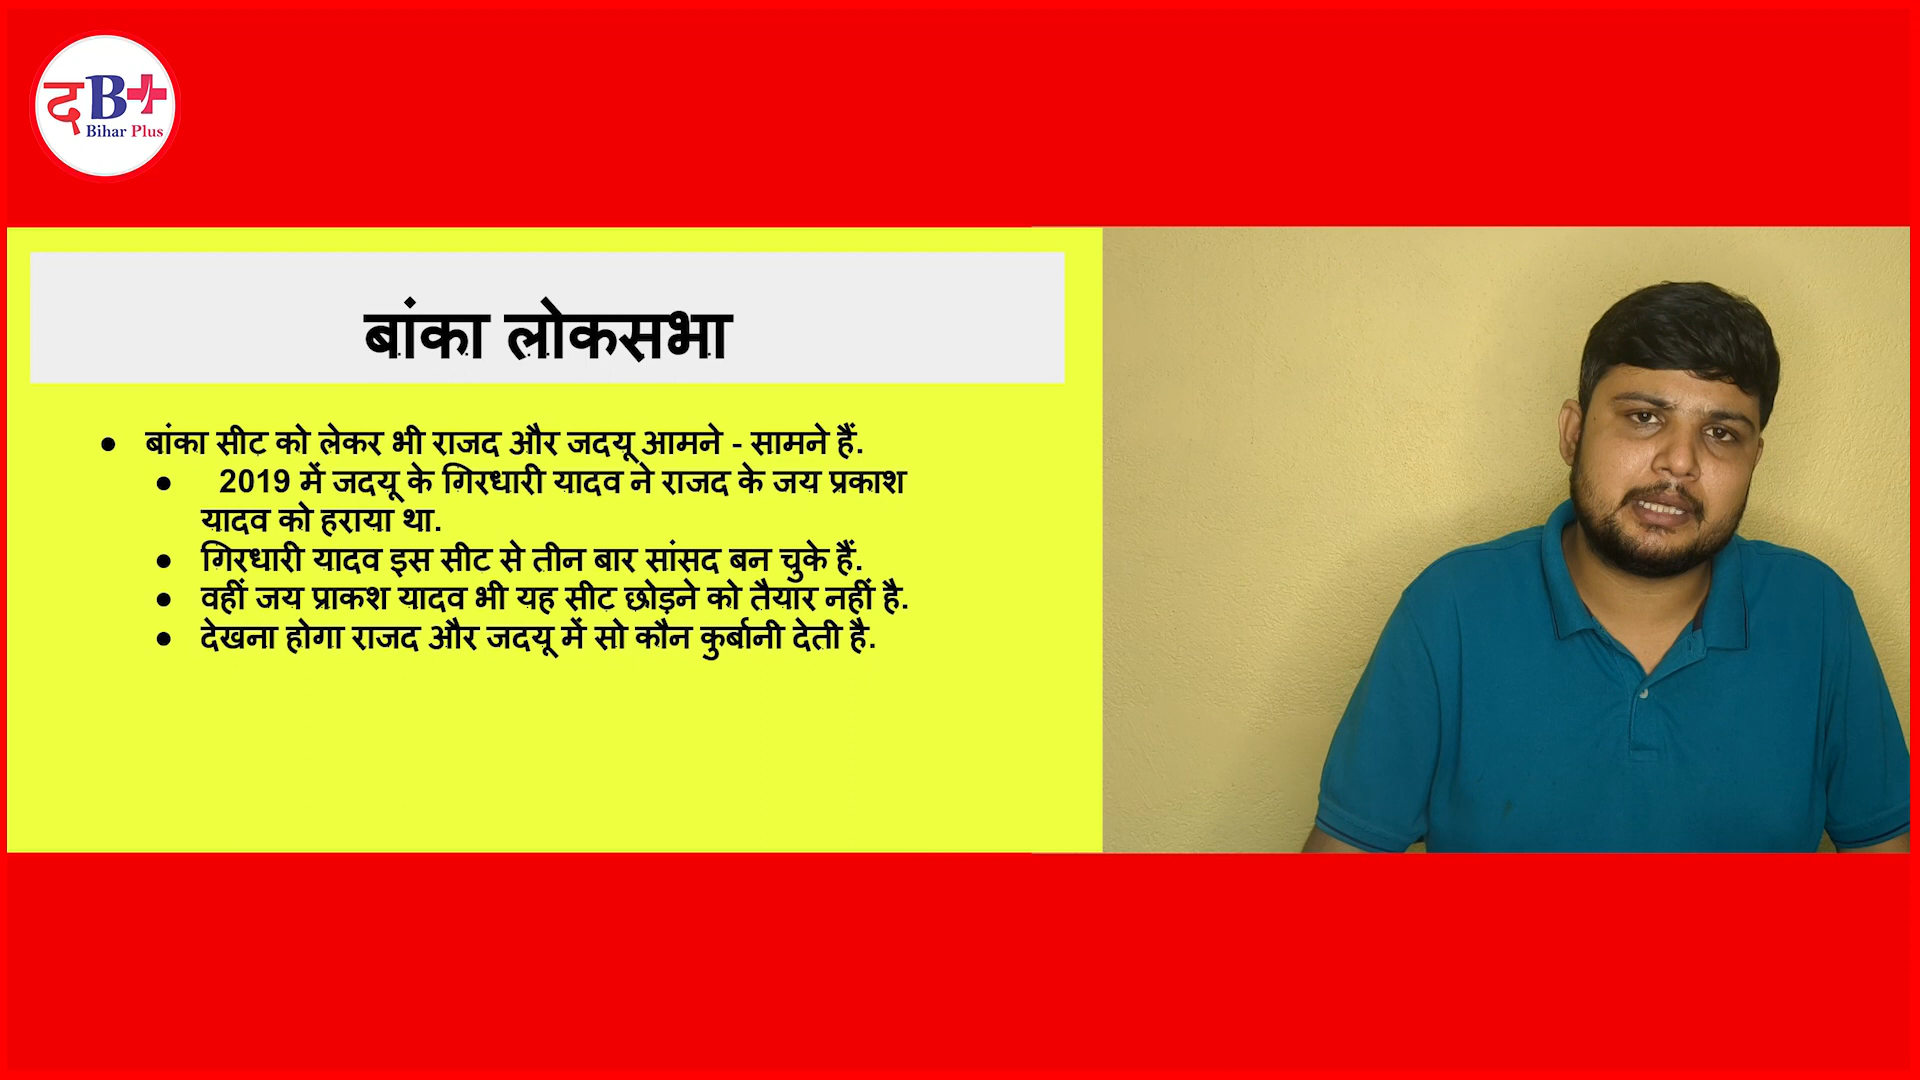 द B+
Bihar Plus
बांका लोकसभा
● बांका सीट को लेकर भी राजद और जदयू आमने - सामने हैं.
● 2019 में जदयू के गिरधारी यादव ने राजद के जय प्रकाश
यादव को हराया था.
● गिरधारी यादव इस सीट से तीन बार सांसद बन चुके हैं.
● वहीं जय प्राकश यादव भी यह सीट छोड़ने को तैयार नहीं है.
● देखना होगा राजद और जदयू में सो कौन कुर्बानी देती है.